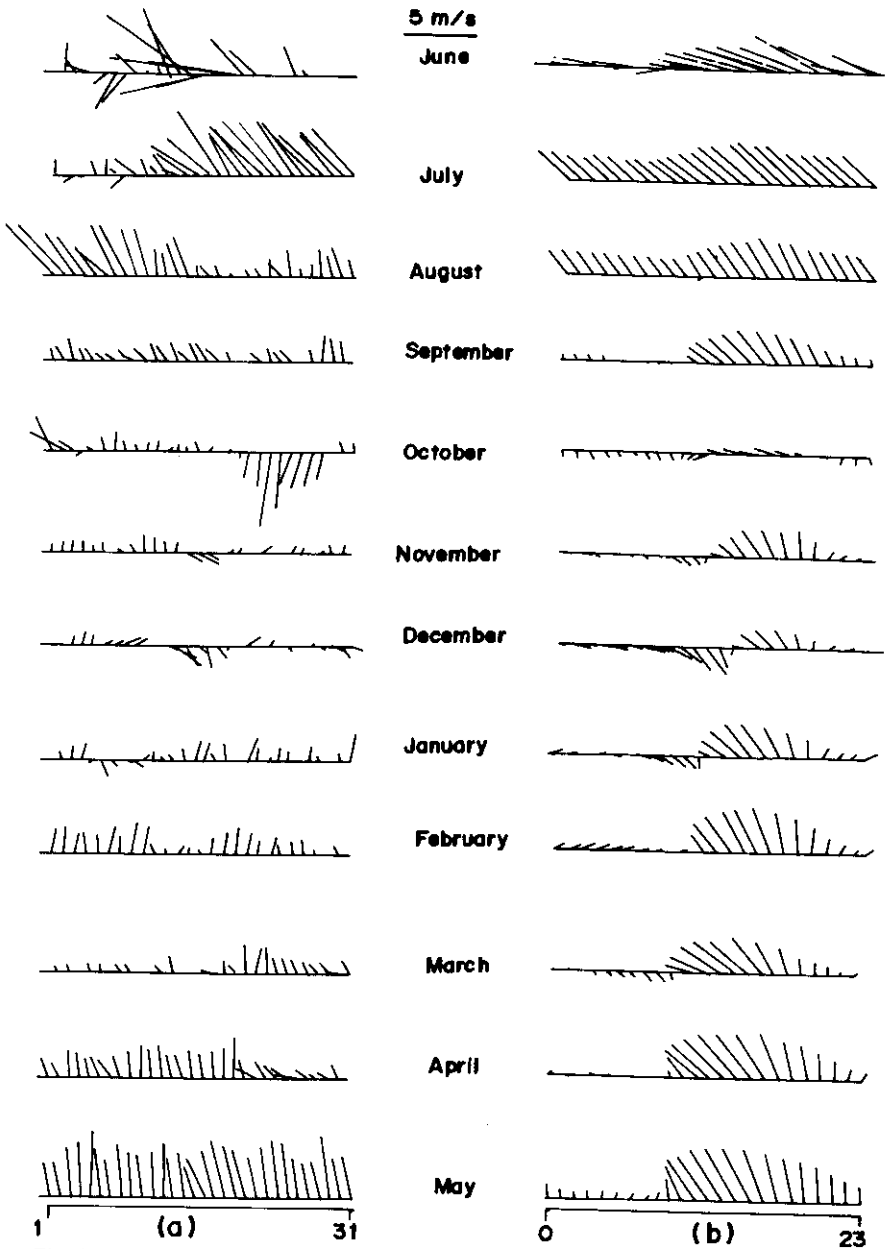 5 m/s
June
July
August
September
October
November
December
January
February
March
April
May
1 (a) 31
0 (b) 23